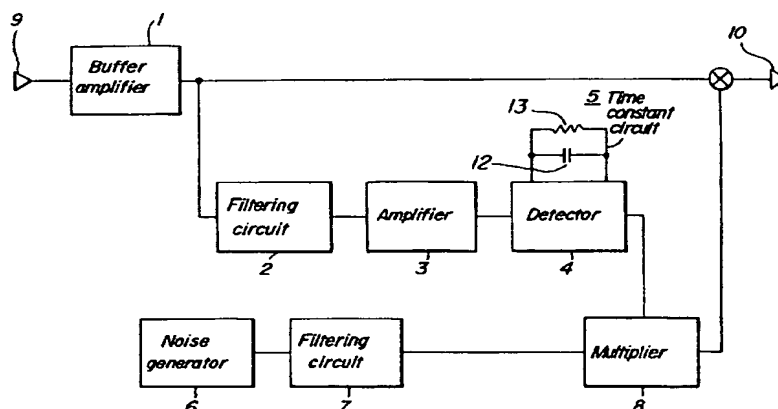 9
1
Buffer
amplifier
10
5 Time
constant
circuit
13
12
Filtering
circuit
2
Amplifier
3
Detector
4
Noise
generator
6
Filtering
circuit
7
Multiplier
8